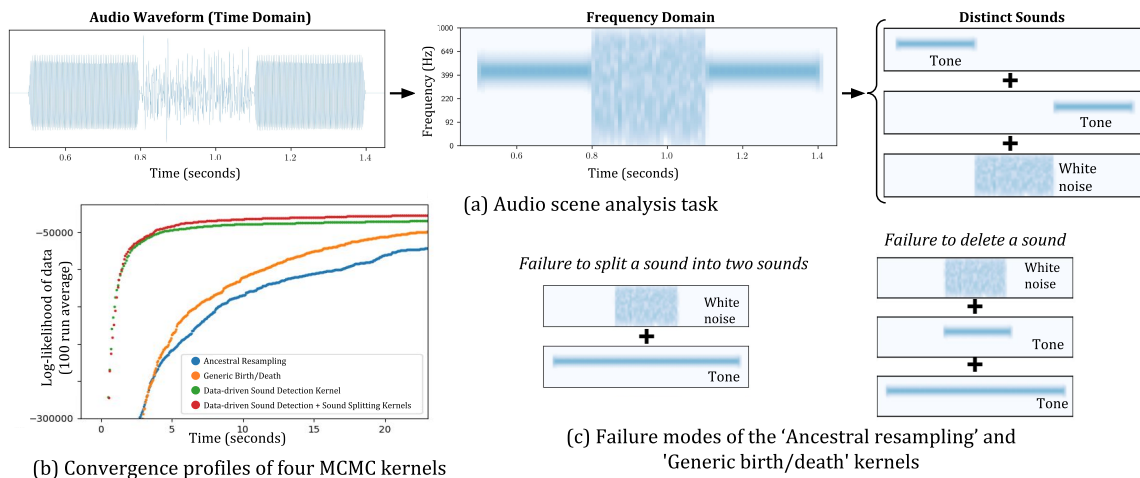 Audio Waveform (Time Domain)
0.6
0.8
1.0
1.2
1.4
Time (seconds)
Frequency Domain
Frequency (Hz)
1000
649
399
220
92
0
0.6
0.8
1.0
1.2
1.4
Time (seconds)
Distinct Sounds
Tone
+
Tone
+
White
noise
(a) Audio scene analysis task
Log-likelihood of data
(100 run average)
−50000
−300000
Ancestral Resampling
Generic Birth/Death
Data-driven Sound Detection Kernel
Data-driven Sound Detection + Sound Splitting Kernels
0
5
10
15
20
Time (seconds)
(b) Convergence profiles of four MCMC kernels
Failure to split a sound into two sounds
White
noise
+
Tone
Failure to delete a sound
White
noise
+
Tone
+
Tone
(c) Failure modes of the ‘Ancestral resampling’ and
'Generic birth/death' kernels